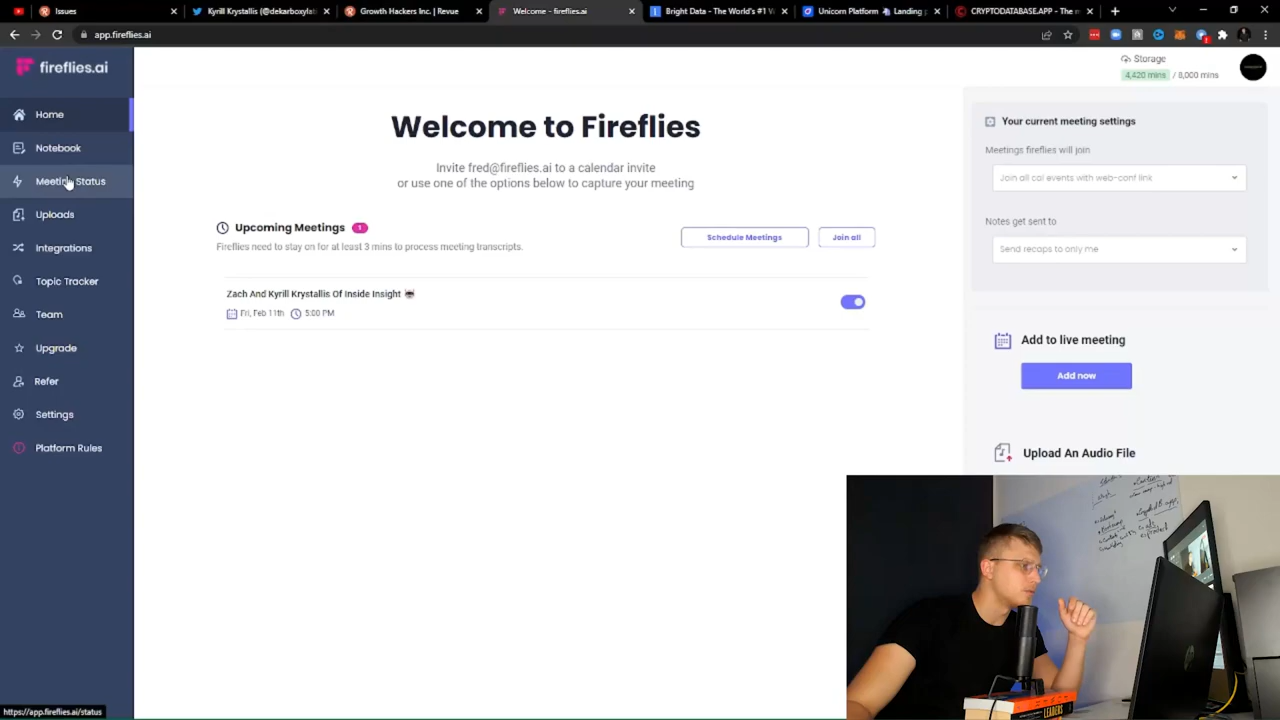 Issues
Kyrill Krystallis (@dekarboxylat
Growth Hackers Inc. | Revue
Welcome - fireflies.ai
Bright Data - The World's #1 W
Unicorn Platform Landing p
CRYPTODATABASE.APP - The m
app.fireflies.ai
fireflies.ai
Home
Notebook
Meeting Status
Uploads
Integrations
Topic Tracker
Team
Upgrade
Refer
Settings
Platform Rules
https://app.fireflies.ai/status
Welcome to Fireflies
Invite fred@fireflies.ai to a calendar invite
or use one of the options below to capture your meeting
Upcoming Meetings 1
Fireflies need to stay on for at least 3 mins to process meeting transcripts.
Schedule Meetings
Join all
Zach And Kyrill Krystallis Of Inside Insight
Fri, Feb 11th 5:00 PM
Storage
4,420 mins / 8,000 mins
Your current meeting settings
Meetings fireflies will join
Join all cal events with web-conf link
Notes get sent to
Send recaps to only me
Add to live meeting
Add now
Upload An Audio File
LEADERS